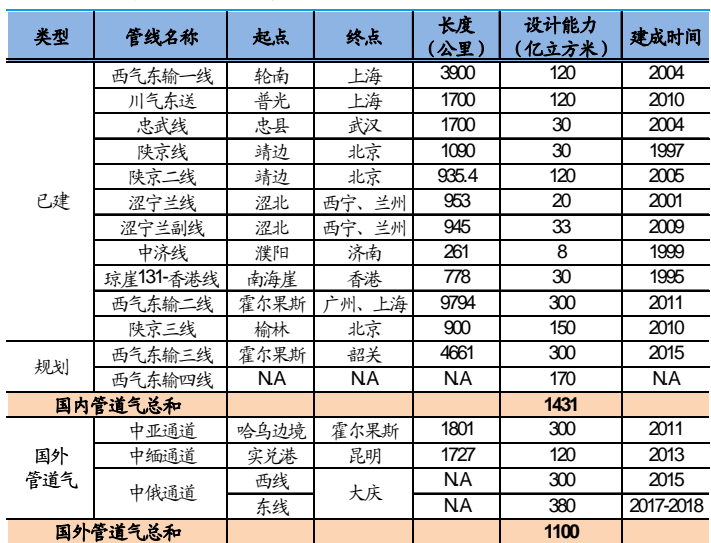 类型 管线名称 起点 终点 长度（公里） 设计能力（亿立方米） 建成时间
已建 西气东输一线 轮南 上海 3900 120 2004
川气东送 普光 上海 1700 120 2010
忠武线 忠县 武汉 1700 30 2004
陕京线 靖边 北京 1090 30 1997
陕京二线 靖边 北京 935.4 120 2005
涩宁兰线 涩北 西宁、兰州 953 20 2001
涩宁兰副线 涩北 西宁、兰州 945 33 2009
中济线 濮阳 济南 261 8 1999
琼崖131-香港线 南海崖 香港 778 30 1995
西气东输二线 霍尔果斯 广州、上海 9794 300 2011
陕京三线 榆林 北京 900 150 2010
规划 西气东输三线 霍尔果斯 韶关 4661 300 2015
西气东输四线 NA NA NA 170 NA
国内管道气总和 1431
国外管道气 中亚通道 哈乌边境 霍尔果斯 1801 300 2011
中缅通道 实兑港 昆明 1727 120 2013
中俄通道 西线 大庆 NA 300 2015
东线 NA 380 2017-2018
国外管道气总和 1100